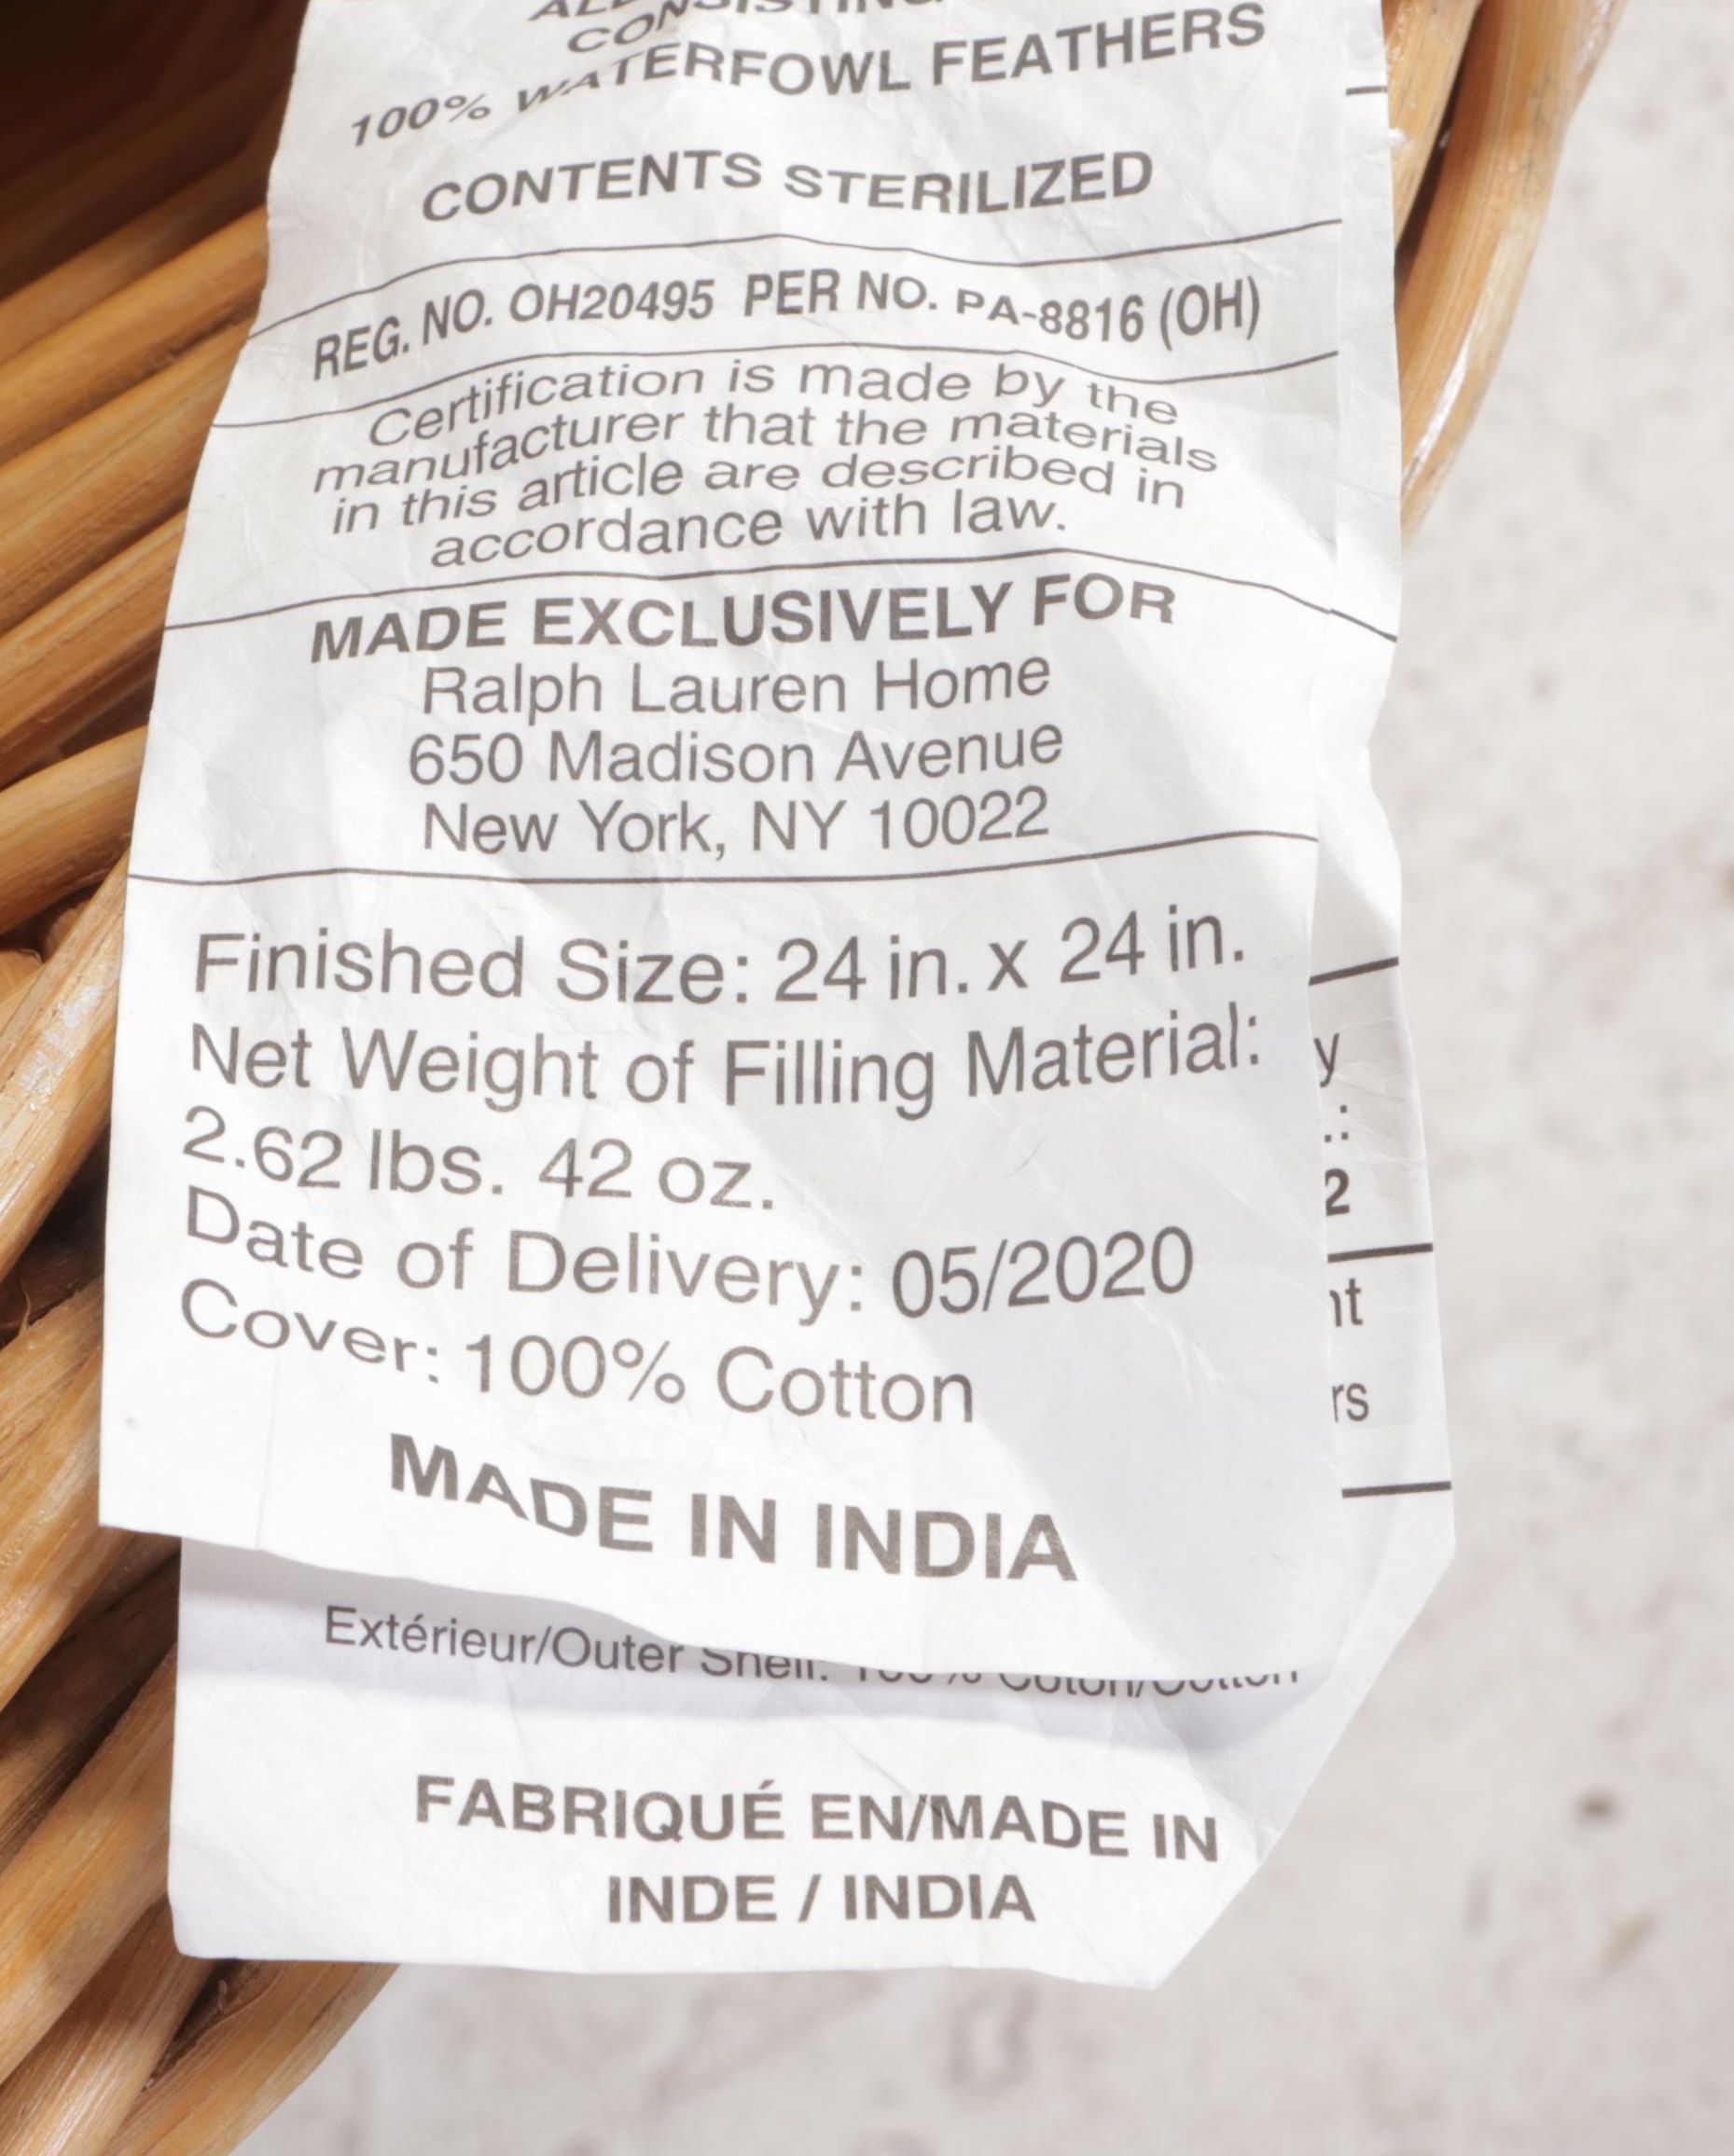 100% WATERFOWL FEATHERS
CONTENTS STERILIZED
REG. NO. OH20495 PER NO. PA-8816 (OH)
Certification is made by the
manufacturer that the materials
in this article are described in
accordance with law.
MADE EXCLUSIVELY FOR
Ralph Lauren Home
650 Madison Avenue
New York, NY 10022
Finished Size: 24 in. x 24 in.
Net Weight of Filling Material:
2.62 lbs. 42 oz.
Date of Delivery: 05/2020
Cover: 100% Cotton
MADE IN INDIA
Extérieur/Outer Shell: 100% Coton/Cotton
FABRIQUÉ EN/MADE IN
INDE / INDIA